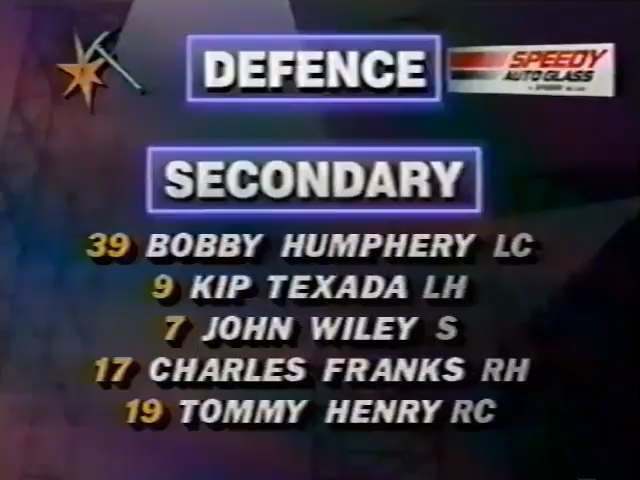 DEFENCE
SPEEDY
AUTO GLASS
SECONDARY
39 BOBBY HUMPHERY LC
9 KIP TEXADA LH
7 JOHN WILEY S
17 CHARLES FRANKS RH
19 TOMMY HENRY RC